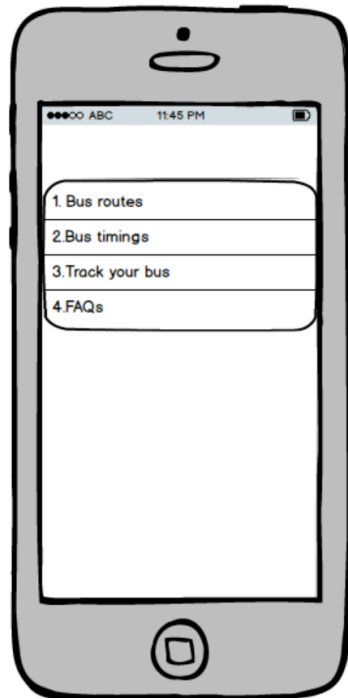 ABC 11:45 PM
1. Bus routes
2.Bus timings
3.Track your bus
4.FAQs